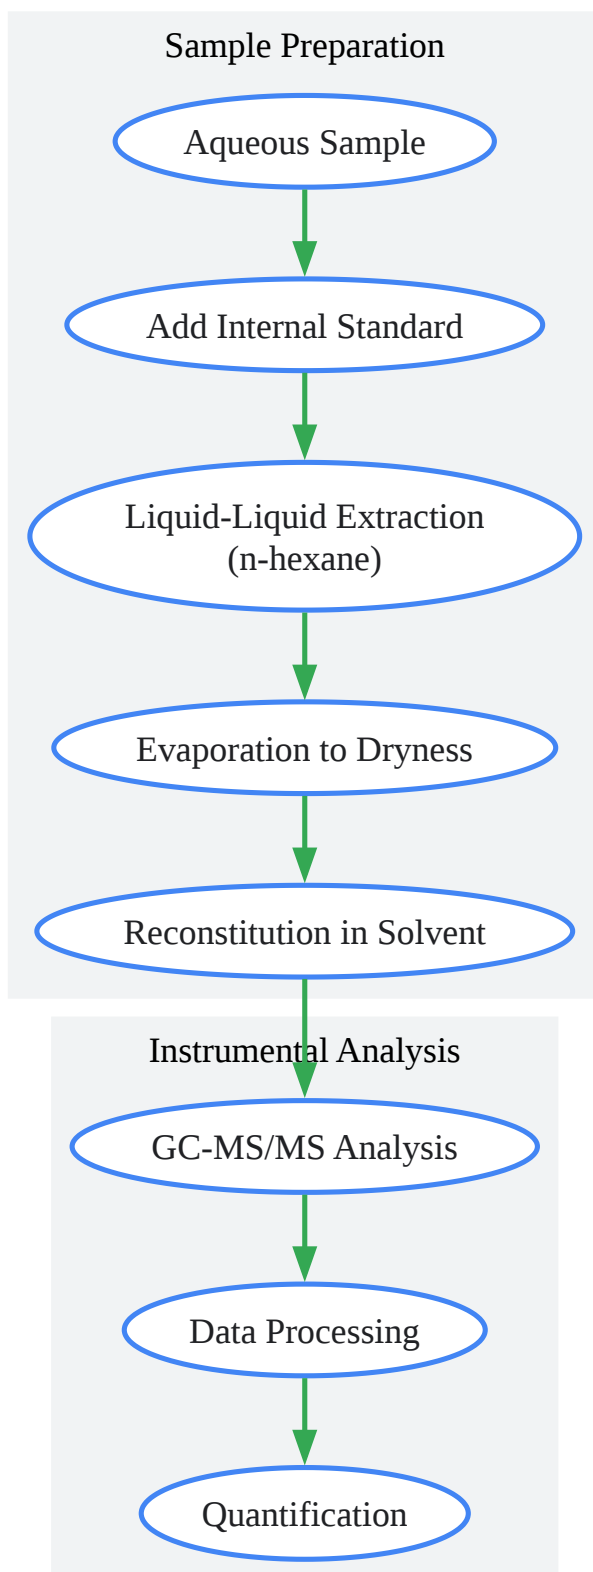 Sample Preparation
Aqueous Sample
Add Internal Standard
Liquid-Liquid Extraction
(n-hexane)
Evaporation to Dryness
Reconstitution in Solvent
Instrumental Analysis
GC-MS/MS Analysis
Data Processing
Quantification